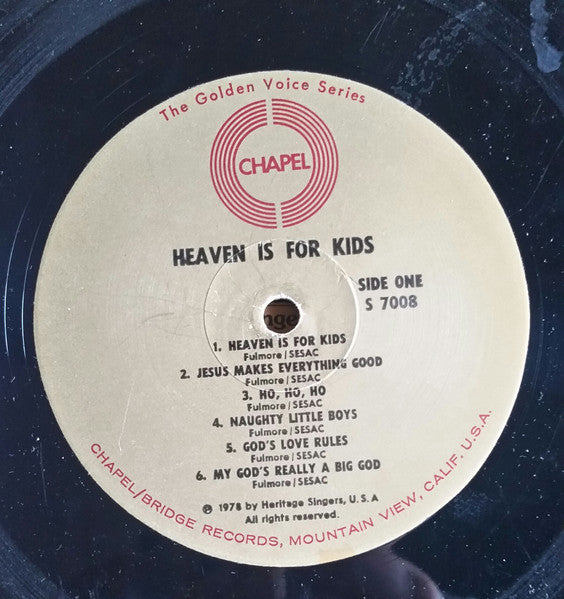 The Golden Voice Series
CHAPEL
HEAVEN IS FOR KIDS
SIDE ONE
S 7008
1. HEAVEN IS FOR KIDS
Fulmore/SESAC
2. JESUS MAKES EVERYTHING GOOD
Fulmore/SESAC
3. HO, HO, HO
Fulmore/SESAC
4. NAUGHTY LITTLE BOYS
Fulmore/SESAC
5. GOD'S LOVE RULES
Fulmore/SESAC
6. MY GOD'S REALLY A BIG GOD
Fulmore/SESAC
℗ 1978 by Heritage Singers, U.S.A
All rights reserved.
CHAPEL/BRIDGE RECORDS, MOUNTAIN VIEW, CALIF. U.S.A.